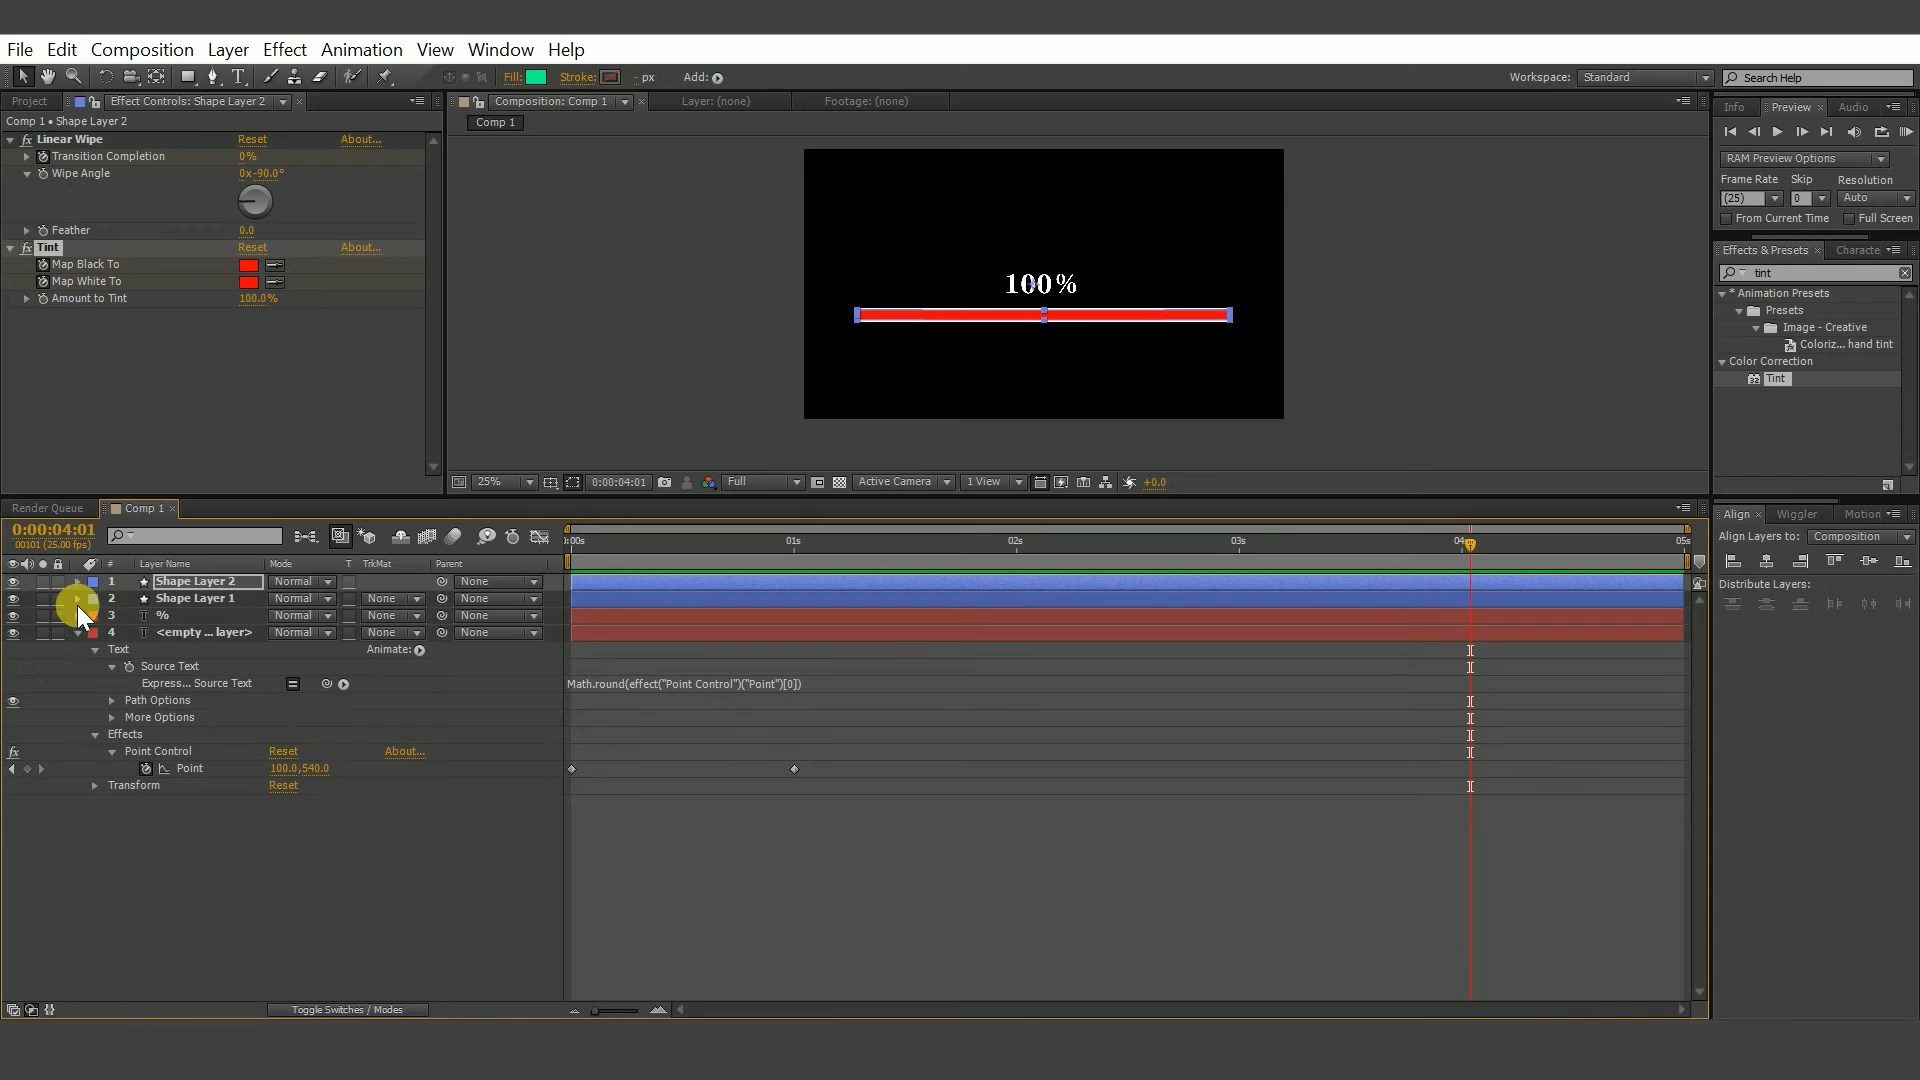 File Edit Composition Layer Effect Animation View Window Help
Fill: Stroke: - px Add:
Workspace: Standard Search Help
Project Effect Controls: Shape Layer 2
Composition: Comp 1 Layer: (none) Footage: (none)
Info Preview Audio
Comp 1 • Shape Layer 2
Comp 1
Linear Wipe Reset About...
Transition Completion 0%
Wipe Angle 0x-90.0°
Feather 0.0
Tint Reset About...
Map Black To
Map White To
Amount to Tint 100.0%
100%
RAM Preview Options
Frame Rate Skip Resolution
(25) 0 Auto
From Current Time Full Screen
Effects & Presets Characte
tint
* Animation Presets
Presets
Image - Creative
Coloriz... hand tint
Color Correction
32 Tint
25% 0:00:04:01 Full Active Camera 1 View +0.0
Render Queue Comp 1
0:00:04:01
00101 (25.00 fps)
:00s 01s 02s 03s 04s 05s
# Layer Name Mode T TrkMat Parent
1 Shape Layer 2 Normal None
2 Shape Layer 1 Normal None None
3 T % Normal None None
4 T <empty ... layer> Normal None None
Text Animate:
Source Text
Express... Source Text Math.round(effect("Point Control")("Point")[0])
Path Options
More Options
Effects
fx Point Control Reset About...
Point 100.0,540.0
Transform Reset
Toggle Switches / Modes
Align Wiggler Motion
Align Layers to: Composition
Distribute Layers: